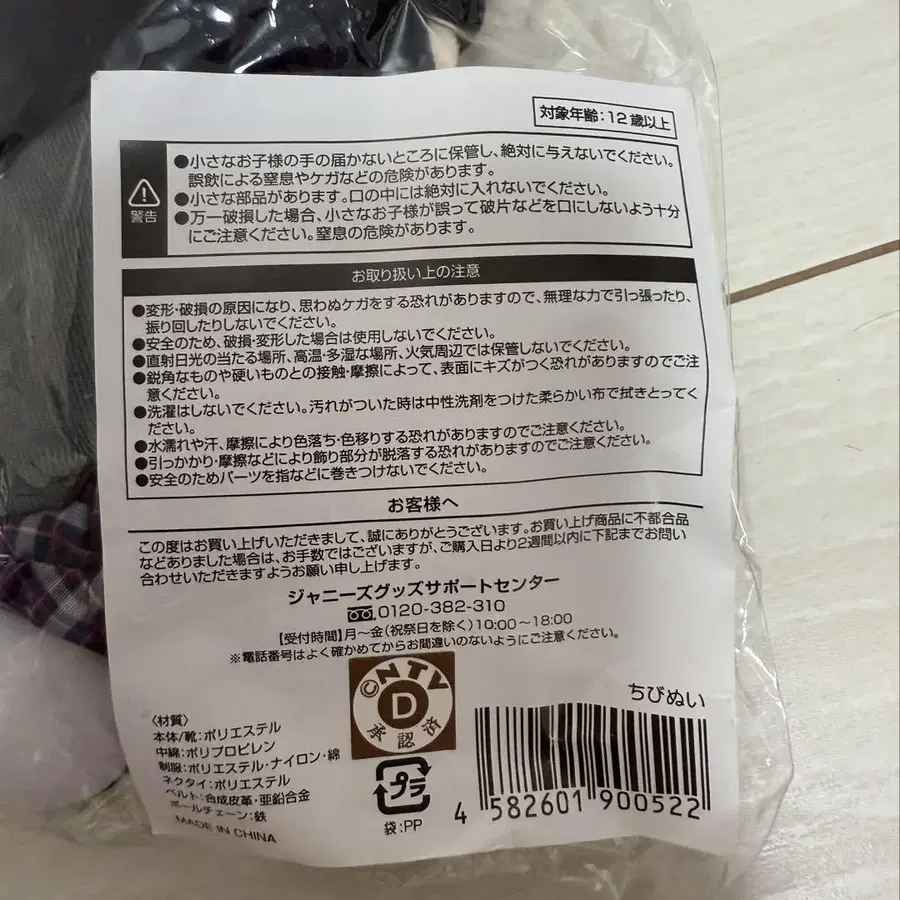 対象年齢:12歳以上
●小さなお子様の手の届かないところに保管し、絶対に与えないでください。
誤飲による窒息やケガなどの危険があります。
●小さな部品があります。口の中には絶対に入れないでください。
●万一破損した場合、小さなお子様が誤って破片などを口にしないよう十分
にご注意ください。窒息の危険があります。
警告
お取り扱い上の注意
●変形・破損の原因になり、思わぬケガをする恐れがありますので、無理な力で引っ張ったり、
振り回したりしないでください。
●安全のため、破損・変形した場合は使用しないでください。
●直射日光の当たる場所、高温・多湿な場所、火気周辺では保管しないでください。
●鋭角なものや硬いものとの接触・摩擦によって、表面にキズがつく恐れがありますのでご注
意ください。
●洗濯はしないでください。汚れがついた時は中性洗剤をつけた柔らかい布で拭きとってく
ださい。
●水濡れや汗、摩擦により色落ち・色移りする恐れがありますのでご注意ください。
●引っかかり・摩擦などにより飾り部分が脱落する恐れがありますのでご注意ください。
●安全のためパーツを指などに巻きつけないでください。
お客様へ
この度はお買い上げいただきまして、誠にありがとうございます。お買い上げ商品に不都合品
などありました場合は、お手数ではございますが、ご購入日より2週間以内に下記までお問い
合わせいただきますようお願い申し上げます。
ジャニーズグッズサポートセンター
0120-382-310
【受付時間】月〜金(祝祭日を除く)10:00〜18:00
※電話番号はよく確かめてからお間違いのないようにご注意ください。
©NTV
D
承認済
ちびぬい
〈材質〉
本体/靴:ポリエステル
中綿:ポリプロピレン
制服:ポリエステル・ナイロン・綿
ネクタイ:ポリエステル
ベルト:合成皮革・亜鉛合金
ボールチェーン:鉄
MADE IN CHINA
プラ
袋:PP
4 582601 900522